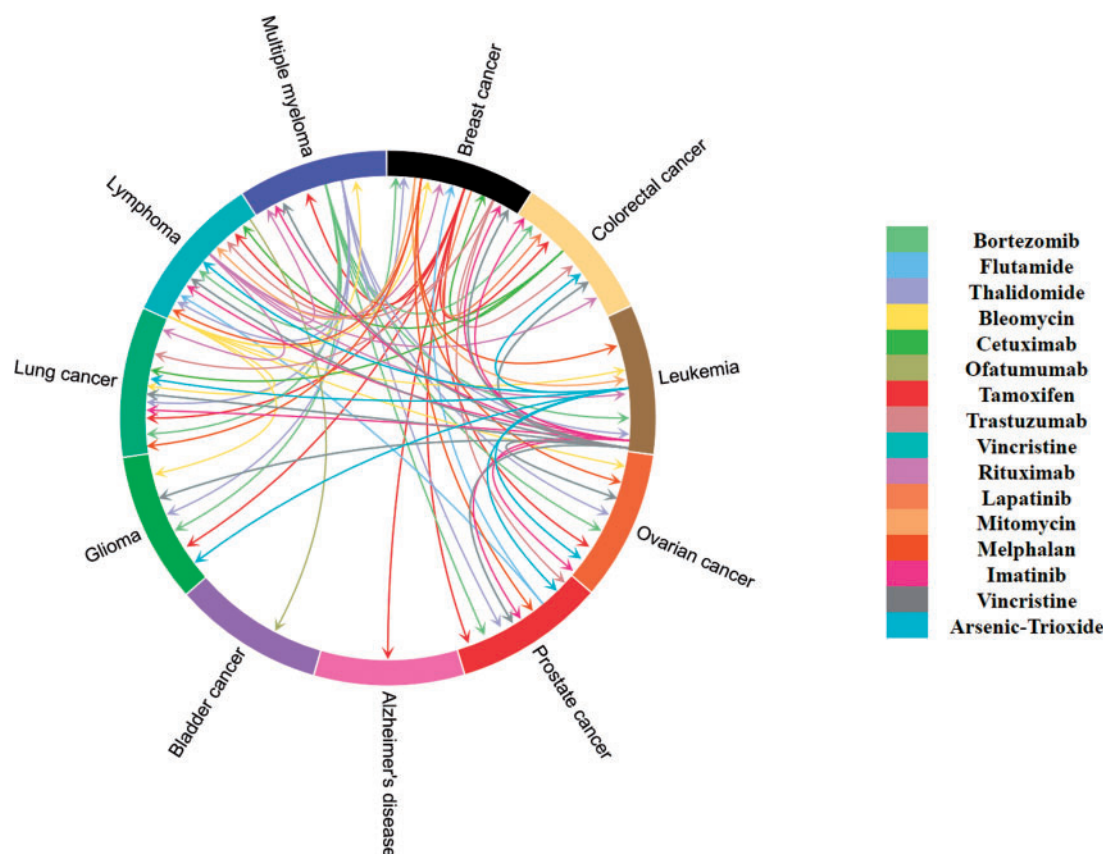 Multiple myeloma
Breast cancer
Colorectal cancer
Lymphoma
Leukemia
Lung cancer
Ovarian cancer
Glioma
Prostate cancer
Bladder cancer
Alzheimer's disease
Bortezomib
Flutamide
Thalidomide
Bleomycin
Cetuximab
Ofatumumab
Tamoxifen
Trastuzumab
Vincristine
Rituximab
Lapatinib
Mitomycin
Melphalan
Imatinib
Vincristine
Arsenic-Trioxide